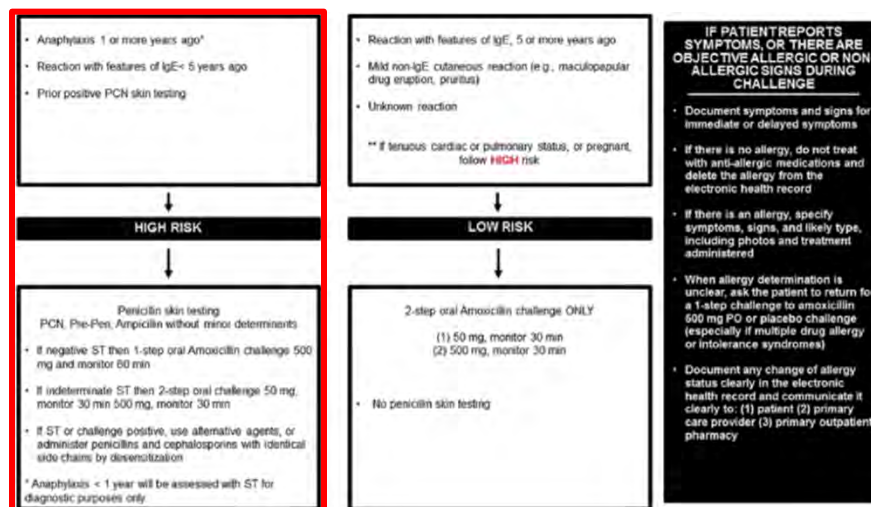 • Anaphylaxis 1 or more years ago*
• Reaction with features of IgE< 5 years ago
• Prior positive PCN skin testing
HIGH RISK
Penicillin skin testing
PCN, Pre-Pen, Ampicillin without minor determinants
• If negative ST then 1-step oral Amoxicillin challenge 500
mg and monitor 60 min
• If indeterminate ST then 2-step oral challenge 50 mg,
monitor 30 min 500 mg, monitor 30 min
• If ST or challenge positive, use alternative agents, or
administer penicillins and cephalosporins with identical
side chains by desensitization
* Anaphylaxis < 1 year will be assessed with ST for
diagnostic purposes only
• Reaction with features of IgE, 5 or more years ago
• Mild non-IgE cutaneous reaction (e.g., maculopapular
drug eruption, pruritus)
• Unknown reaction
** If tenuous cardiac or pulmonary status, or pregnant,
follow HIGH risk
LOW RISK
2-step oral Amoxicillin challenge ONLY
(1) 50 mg, monitor 30 min
(2) 500 mg, monitor 30 min
• No penicillin skin testing
IF PATIENT REPORTS
SYMPTOMS, OR THERE ARE
OBJECTIVE ALLERGIC OR NON
ALLERGIC SIGNS DURING
CHALLENGE
• Document symptoms and signs for
immediate or delayed symptoms
• If there is no allergy, do not treat
with anti-allergic medications and
delete the allergy from the
electronic health record
• If there is an allergy, specify
symptoms, signs, and likely type,
including photos and treatment
administered
• When allergy determination is
unclear, ask the patient to return for
a 1-step challenge to amoxicillin
500 mg PO or placebo challenge
(especially if multiple drug allergy
or intolerance syndromes)
• Document any change of allergy
status clearly in the electronic
health record and communicate it
clearly to: (1) patient (2) primary
care provider (3) primary outpatient
pharmacy